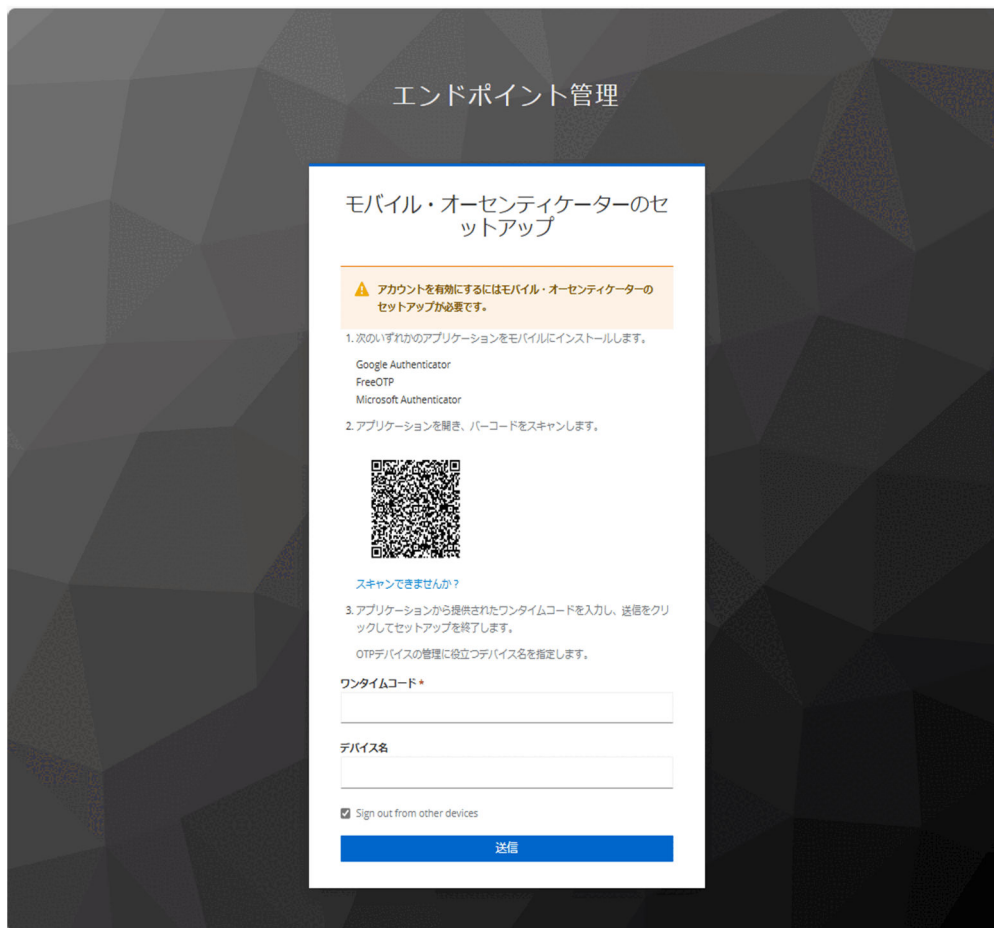 エンドポイント管理
モバイル・オーセンティケーターのセ
ットアップ
アカウントを有効にするにはモバイル・オーセンティケーターの
セットアップが必要です。
1. 次のいずれかのアプリケーションをモバイルにインストールします。
Google Authenticator
FreeOTP
Microsoft Authenticator
2. アプリケーションを開き、バーコードをスキャンします。
スキャンできませんか？
3. アプリケーションから提供されたワンタイムコードを入力し、送信をクリ
ックしてセットアップを終了します。
OTPデバイスの管理に役立つデバイス名を指定します。
ワンタイムコード *
デバイス名
Sign out from other devices
送信